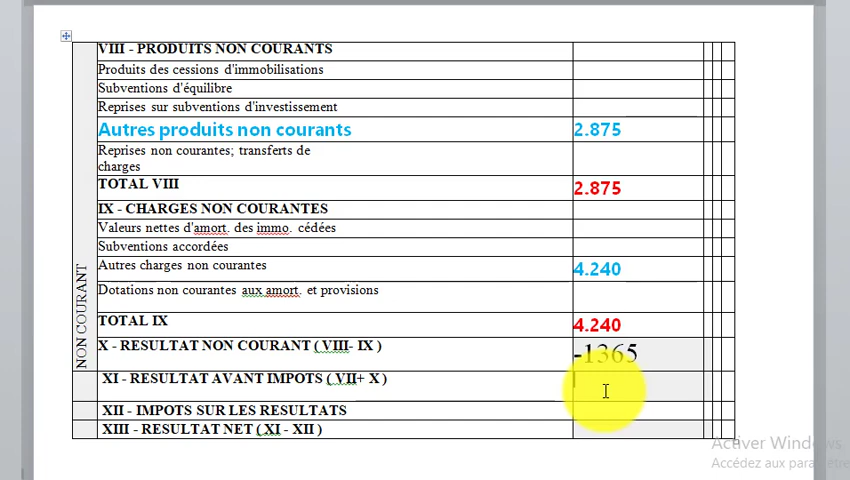 VIII - PRODUITS NON COURANTS
Produits des cessions d'immobilisations
Subventions d'équilibre
Reprises sur subventions d'investissement
Autres produits non courants 2.875
Reprises non courantes; transferts de
charges
TOTAL VIII 2.875
IX - CHARGES NON COURANTES
Valeurs nettes d'amort. des immo. cédées
Subventions accordées
Autres charges non courantes 4.240
Dotations non courantes aux amort. et provisions
TOTAL IX 4.240
NON COURANT
X - RESULTAT NON COURANT ( VIII- IX ) -1365
XI - RESULTAT AVANT IMPOTS ( VII+ X )
XII - IMPOTS SUR LES RESULTATS
XIII - RESULTAT NET ( XI - XII )
Activer Windows
Accédez aux paramètre